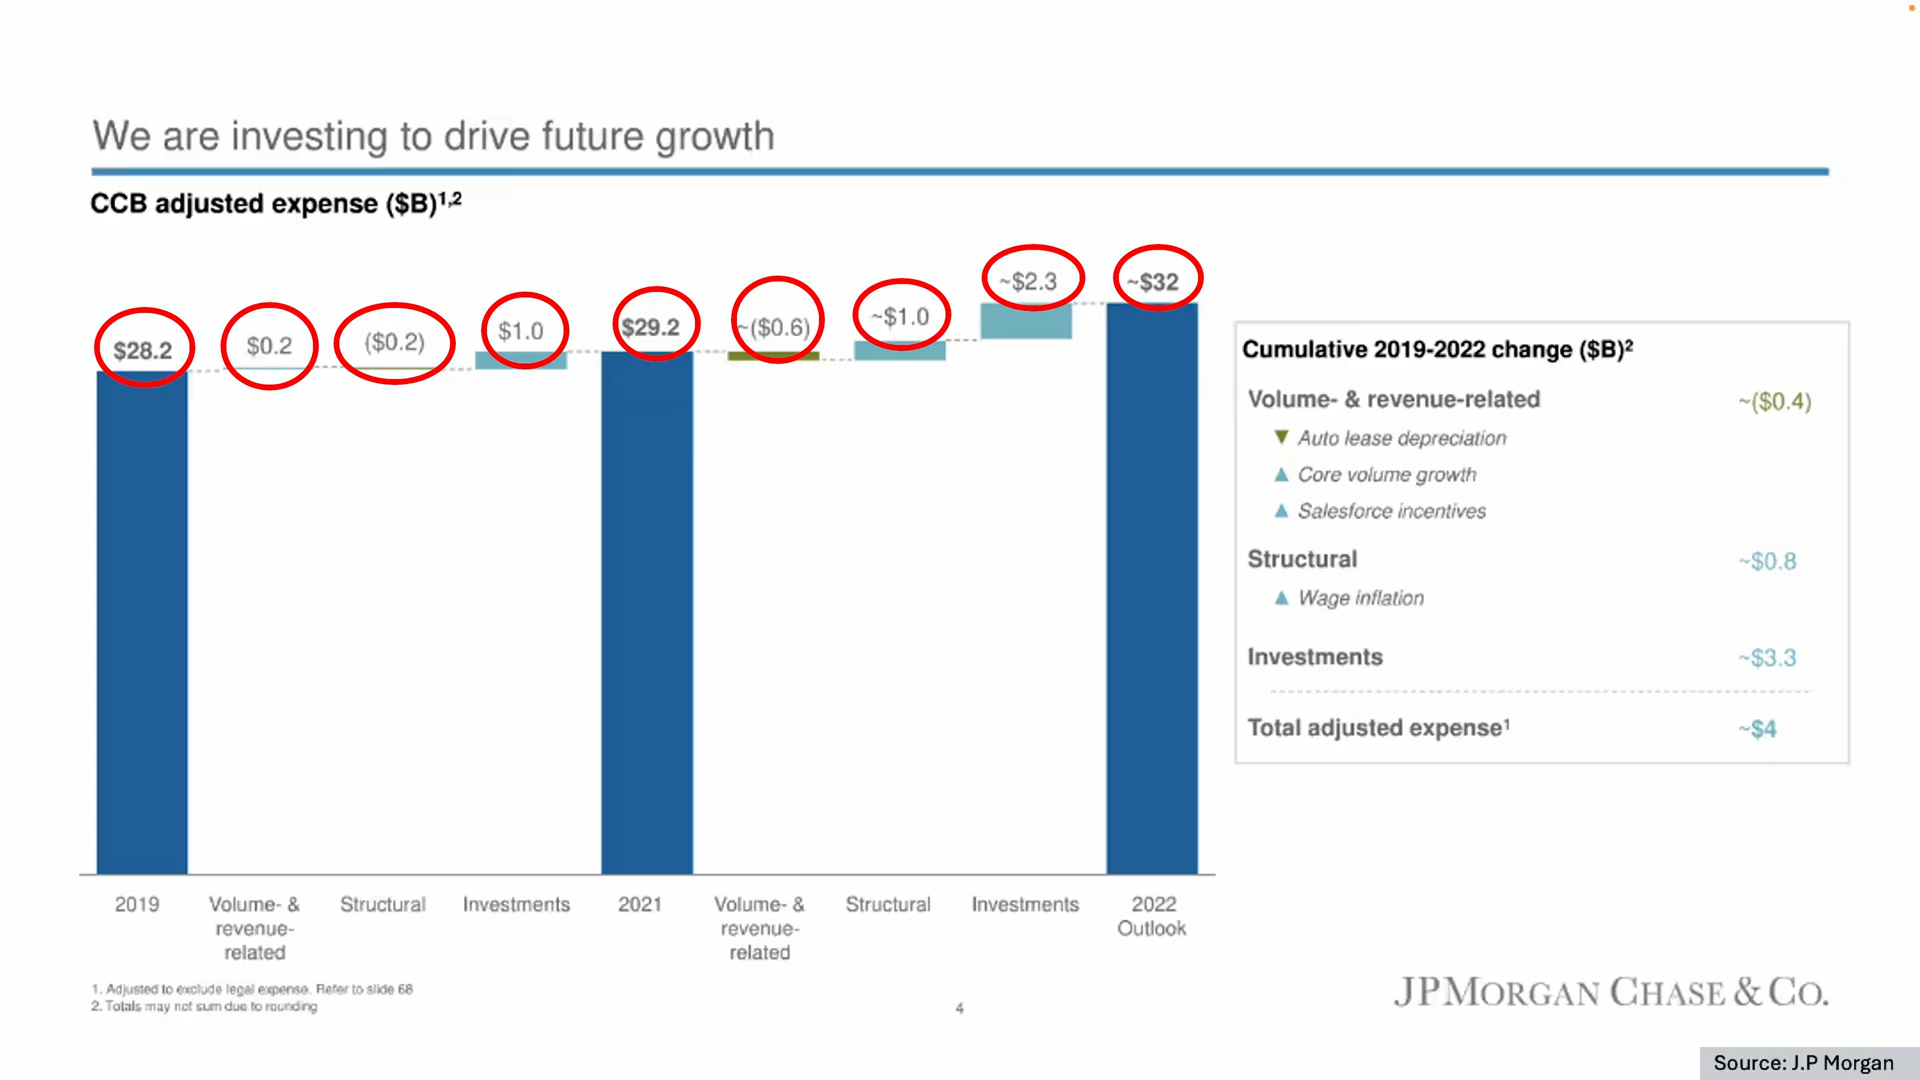 We are investing to drive future growth
CCB adjusted expense ($B)¹,²
$28.2
$0.2
($0.2)
$1.0
$29.2
~($0.6)
~$1.0
~$2.3
~$32
2019
Volume- &
revenue-
related
Structural
Investments
2021
Volume- &
revenue-
related
Structural
Investments
2022
Outlook
Cumulative 2019-2022 change ($B)²
Volume- & revenue-related ~($0.4)
▼ Auto lease depreciation
▲ Core volume growth
▲ Salesforce incentives
Structural ~$0.8
▲ Wage inflation
Investments ~$3.3
Total adjusted expense¹ ~$4
1. Adjusted to exclude legal expense. Refer to slide 68
2. Totals may not sum due to rounding
4
JPMORGAN CHASE & CO.
Source: J.P Morgan